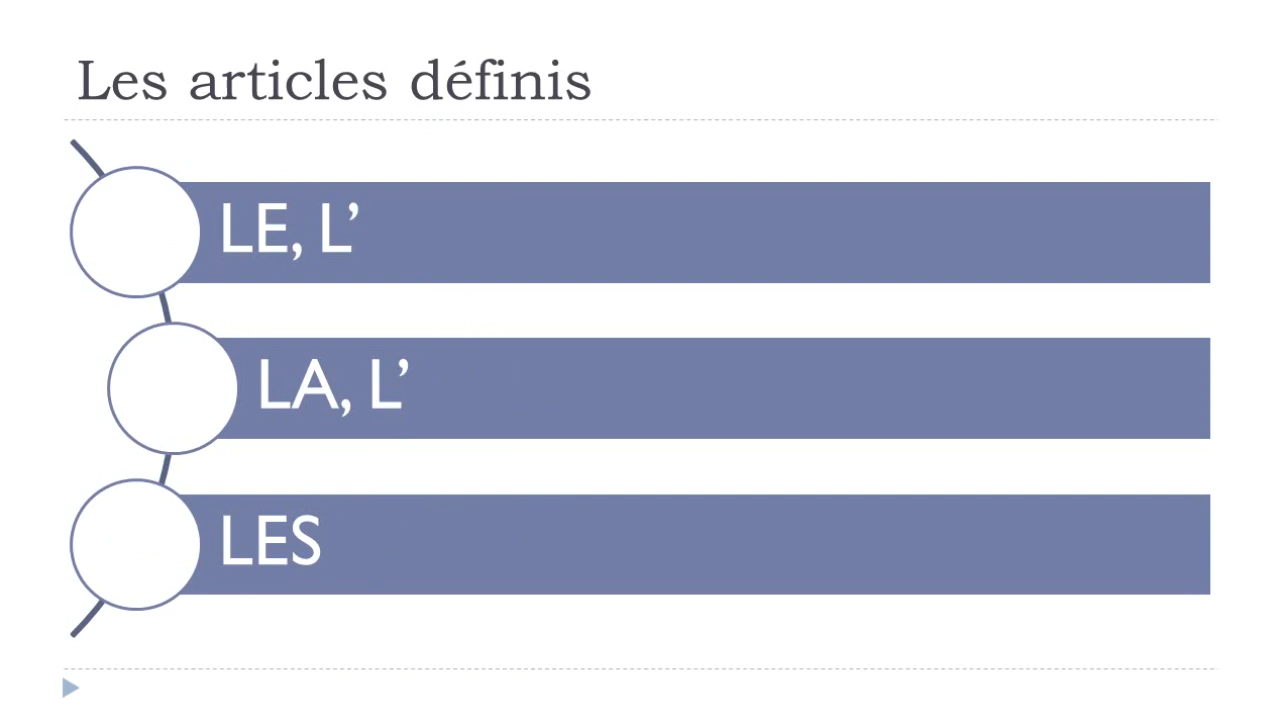 Les articles définis
LE, L’
LA, L’
LES